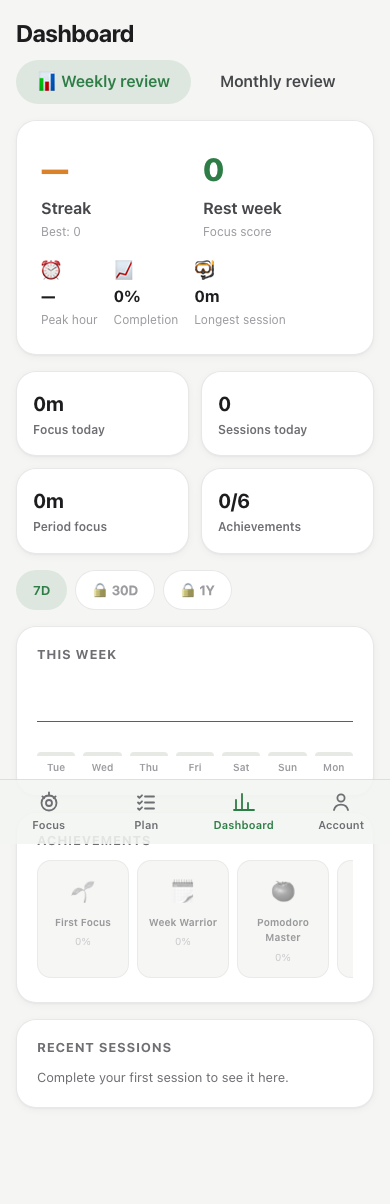 Dashboard
Weekly review
Monthly review
—
0
Streak
Rest week
Best: 0
Focus score
—
0%
0m
Peak hour
Completion
Longest session
0m
Focus today
0
Sessions today
0m
Period focus
0/6
Achievements
7D
30D
1Y
THIS WEEK
Tue
Wed
Thu
Fri
Sat
Sun
Mon
Focus
Plan
Dashboard
Account
ACHIEVEMENTS
First Focus
0%
Week Warrior
0%
Pomodoro
Master
0%
RECENT SESSIONS
Complete your first session to see it here.